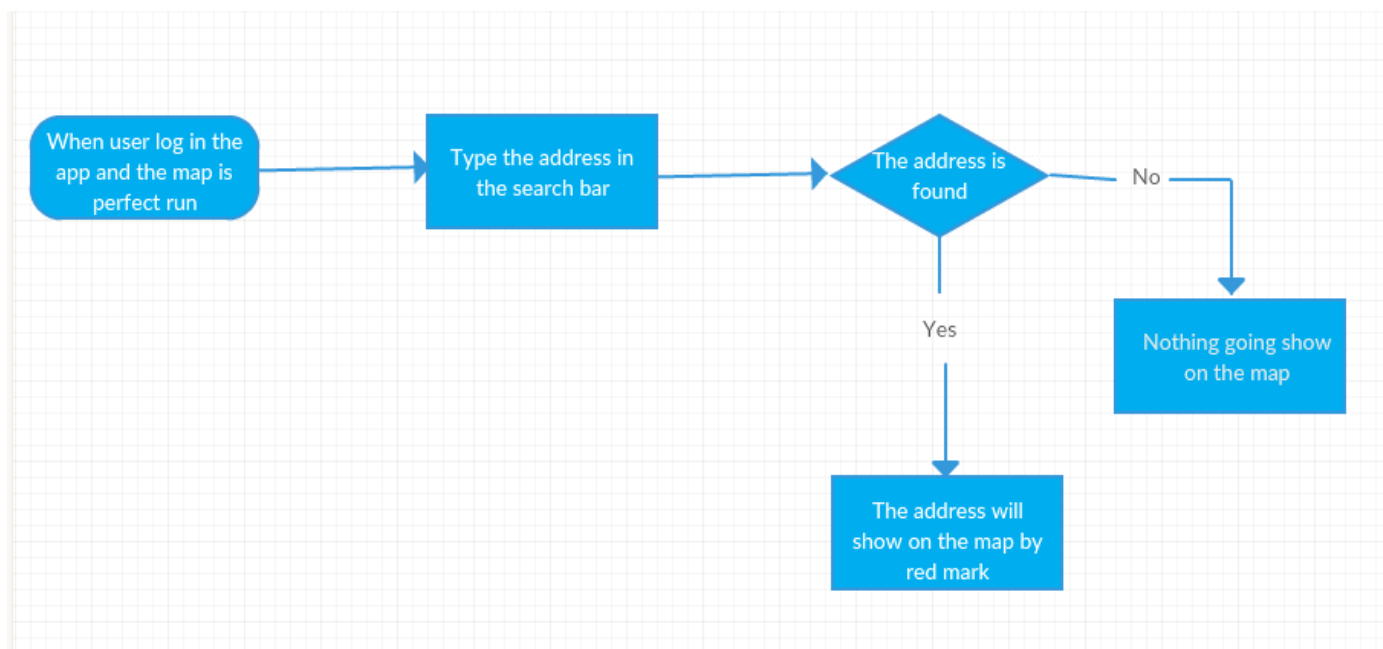 When user log in the
app and the map is
perfect run
Type the address in
the search bar
The address is
found
No
Yes
Nothing going show
on the map
The address will
show on the map by
red mark